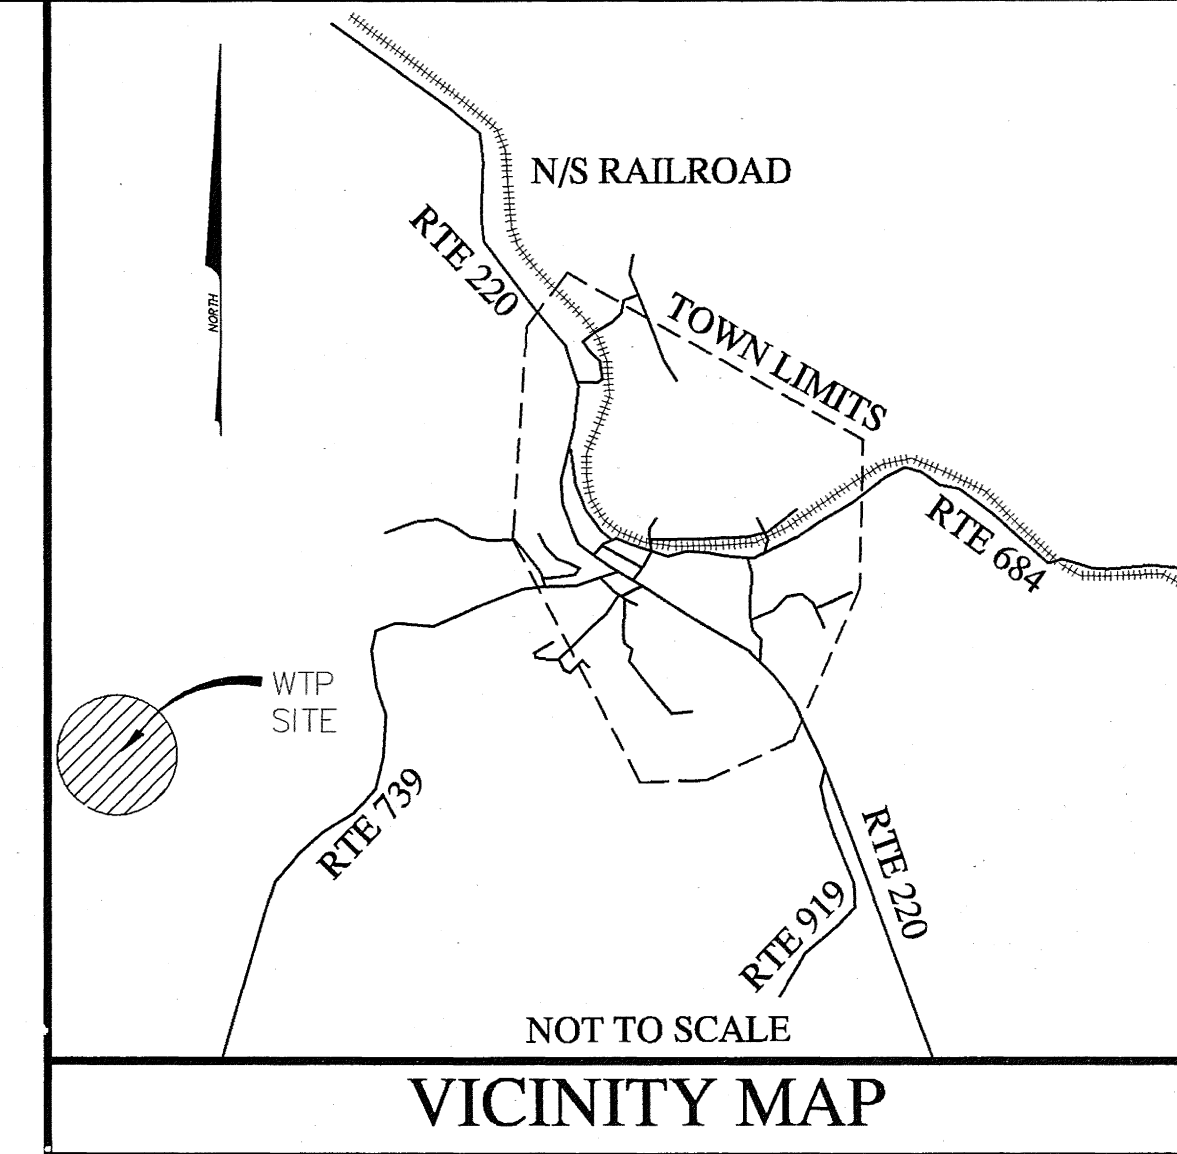 N/S RAILROAD
RTE 220
TOWN LIMITS
NORTH
RTE 684
WTP
SITE
RTE 739
RTE 220
RTE 919
NOT TO SCALE
VICINITY MAP